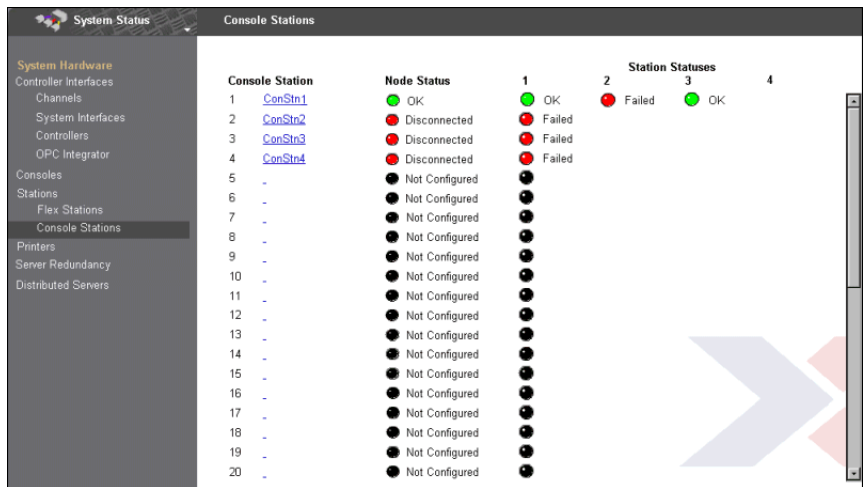 System Status
Console Stations
System Hardware
Controller Interfaces
Channels
System Interfaces
Controllers
OPC Integrator
Consoles
Stations
Flex Stations
Console Stations
Printers
Server Redundancy
Distributed Servers
Station Statuses
Console Station Node Status 1 2 3 4
1 ConStn1 OK OK Failed OK
2 ConStn2 Disconnected Failed
3 ConStn3 Disconnected Failed
4 ConStn4 Disconnected Failed
5 - Not Configured
6 - Not Configured
7 - Not Configured
8 - Not Configured
9 - Not Configured
10 - Not Configured
11 - Not Configured
12 - Not Configured
13 - Not Configured
14 - Not Configured
15 - Not Configured
16 - Not Configured
17 - Not Configured
18 - Not Configured
19 - Not Configured
20 - Not Configured